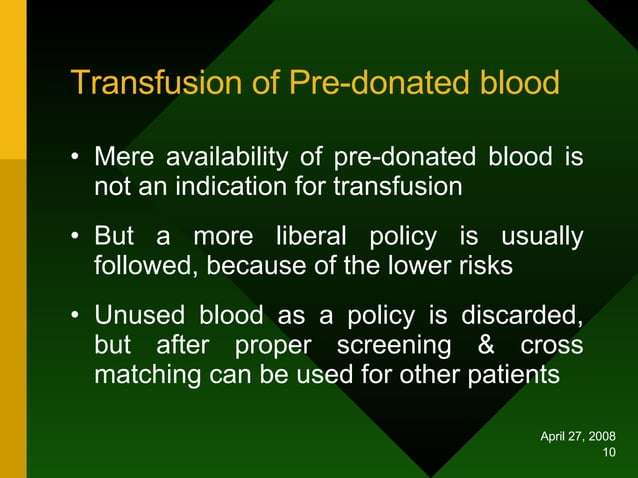 Transfusion of Pre-donated blood
• Mere availability of pre-donated blood is
not an indication for transfusion
• But a more liberal policy is usually
followed, because of the lower risks
• Unused blood as a policy is discarded,
but after proper screening & cross
matching can be used for other patients
April 27, 2008
10